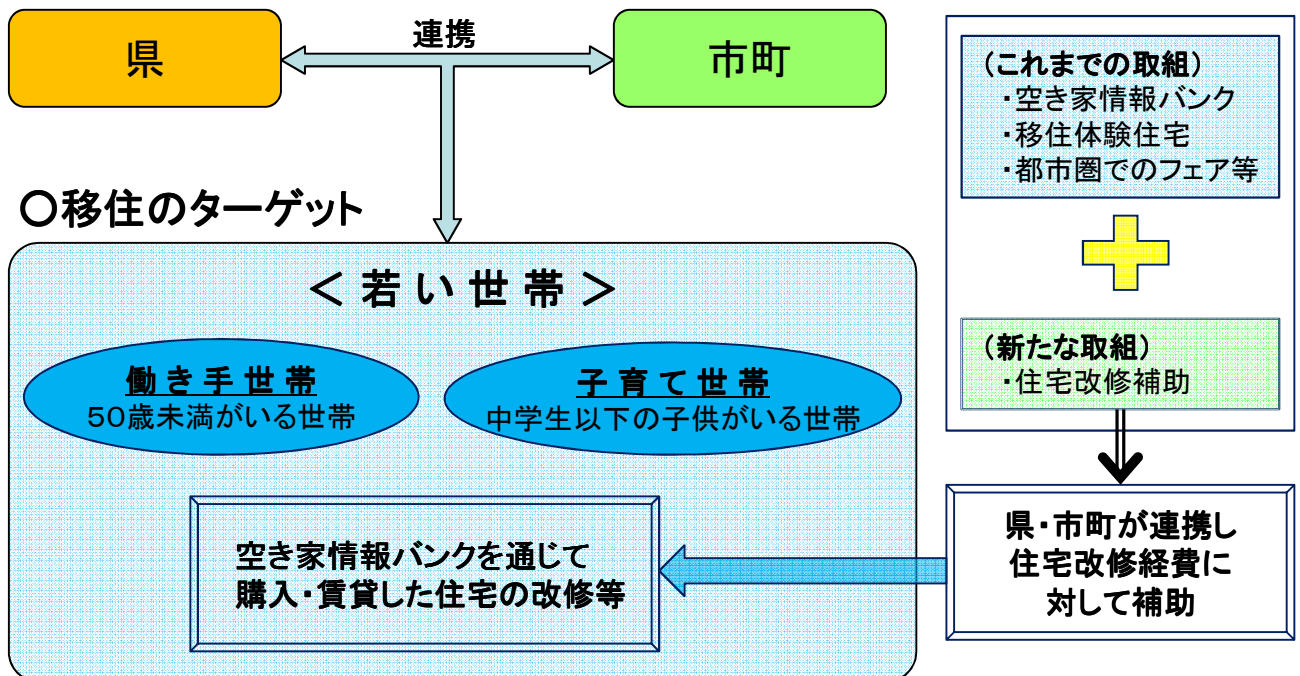 県
連携
市町
○移住のターゲット
＜若い世帯＞
働き手世帯
50歳未満がいる世帯
子育て世帯
中学生以下の子供がいる世帯
空き家情報バンクを通じて
購入・賃貸した住宅の改修等
（これまでの取組）
・空き家情報バンク
・移住体験住宅
・都市圏でのフェア等
（新たな取組）
・住宅改修補助
県・市町が連携し
住宅改修経費に
対して補助